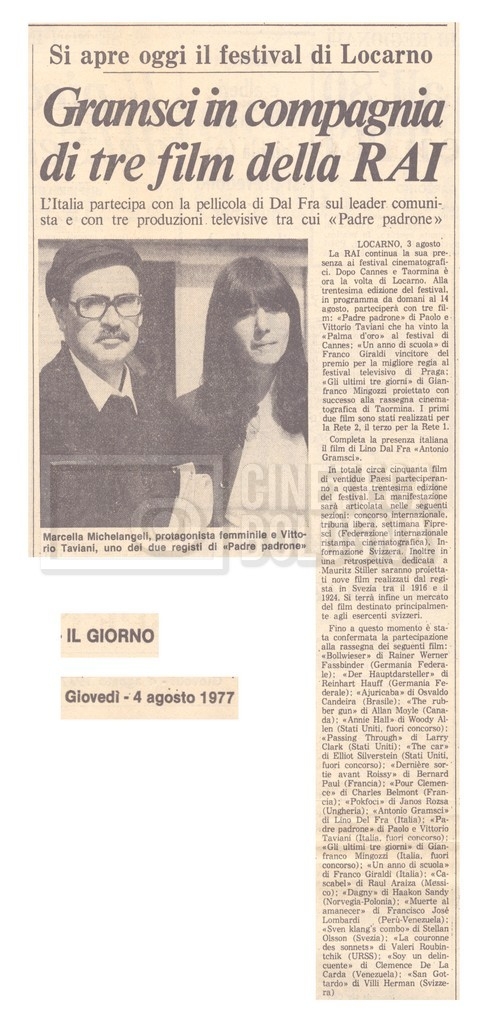 Si apre oggi il festival di Locarno
Gramsci in compagnia
di tre film della RAI
L'Italia partecipa con la pellicola di Dal Fra sul leader comuni-
sta e con tre produzioni televisive tra cui «Padre padrone»
Marcella Michelangeli, protagonista femminile e Vitto-
rio Taviani, uno dei due registi di «Padre padrone»
LOCARNO, 3 agosto
La RAI continua la sua pre-
senza ai festival cinematografi-
ci. Dopo Cannes e Taormina è
ora la volta di Locarno. Alla
trentesima edizione del festival,
in programma da domani al 14
agosto, parteciperà con tre fil-
m: «Padre padrone» di Paolo e
Vittorio Taviani che ha vinto la
«Palma d'oro» al festival di
Cannes; «Un anno di scuola» di
Franco Giraldi vincitore del
premio per la migliore regia al
festival televisivo di Praga;
«Gli ultimi tre giorni» di Gian-
franco Mingozzi proiettato con
successo alla rassegna cinema-
tografica di Taormina. I primi
due film sono stati realizzati per
la Rete 2, il terzo per la Rete 1.
Completa la presenza italiana
il film di Lino Dal Fra «Antonio
Gramsci».
In totale circa cinquanta film
di ventidue Paesi parteciperan-
no a questa trentesima edizione
del festival. La manifestazione
sarà articolata nelle seguenti
sezioni: concorso internazionale,
tribuna libera, settimana Fipre-
sci (Federazione internazionale
ristampa cinematografica), In-
formazione Svizzera. Inoltre in
una retrospettiva dedicata a
Mauritz Stiller saranno proietta-
ti nove film realizzati dal regi-
sta in Svezia tra il 1916 e il
1924. Si terrà infine un mercato
del film destinato principalmen-
te agli esercenti svizzeri.
Fino a questo momento è sta-
ta confermata la partecipazione
alla rassegna dei seguenti film:
«Bollwieser» di Rainer Werner
Fassbinder (Germania Federa-
le); «Der Hauptdarsteller» di
Reinhart Hauff (Germania Fe-
derale); «Ajuricaba» di Osvaldo
Candeira (Brasile); «The rub-
ber gun» di Allan Moyle (Cana-
da); «Annie Hall» di Woody Al-
len (Stati Uniti, fuori concorso);
«Passing Through» di Larry
Clark (Stati Uniti); «The car»
di Elliot Silverstein (Stati Uniti,
fuori concorso); «Dernière sor-
tie avant Roissy» di Bernard
Paul (Francia); «Pour Clemen-
ce» di Charles Belmont (Fran-
cia); «Pokfoci» di Janos Rozsa
(Ungheria); «Antonio Gramsci»
di Lino Del Fra (Italia); «Pa-
dre padrone» di Paolo e Vittorio
Taviani (Italia, fuori concorso);
«Gli ultimi tre giorni» di Gian-
franco Mingozzi (Italia, fuori
concorso); «Un anno di scuola»
di Franco Giraldi (Italia); «Ca-
scabel» di Raul Araiza (Messi-
co); «Dagny» di Haakon Sandy
(Norvegia-Polonia); «Muerte al
amanecer» di Francisco José
Lombardi (Perù-Venezuela);
«Sven klang's combo» di Stellan
Olsson (Svezia); «La couronne
des sonnets» di Valeri Roubin-
tchik (URSS); «Soy un delin-
cuente» di Clemence De La
Carda (Venezuela); «San Got-
tardo» di Villi Herman (Svizze-
ra)
IL GIORNO
Giovedì - 4 agosto 1977